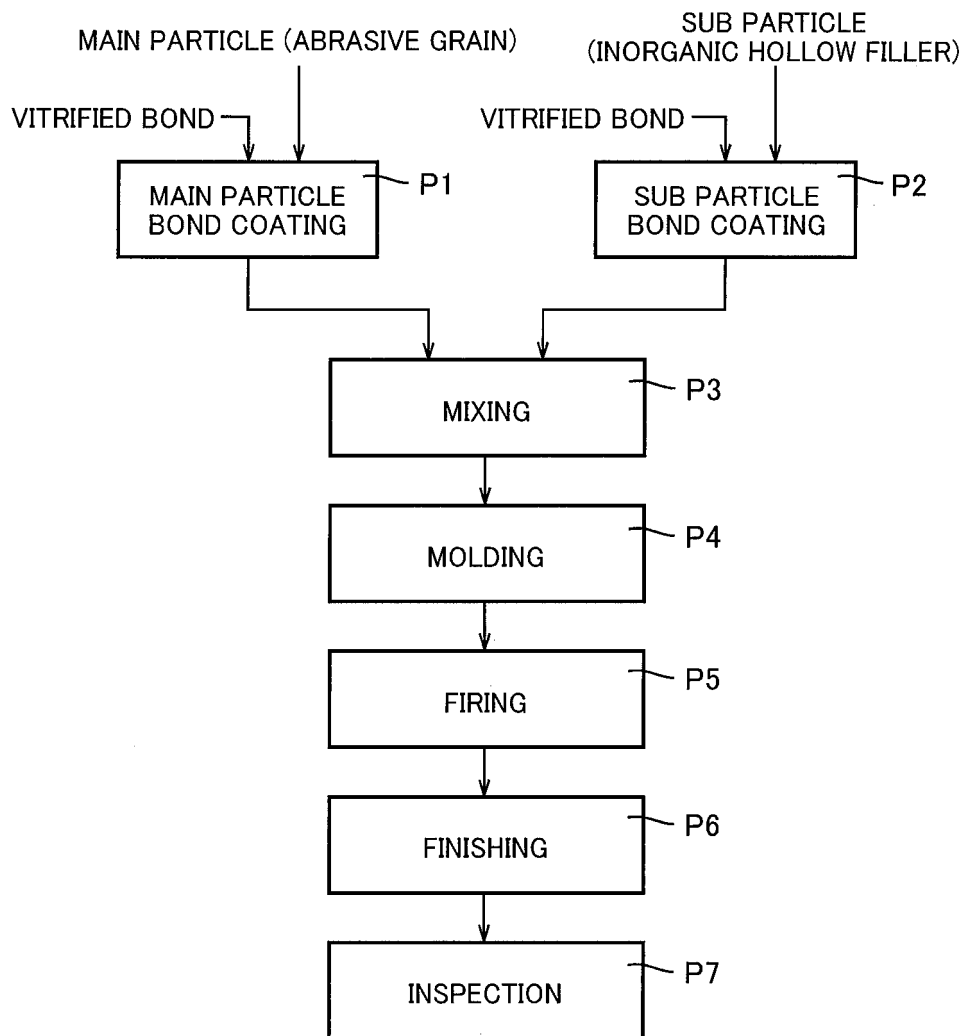 MAIN PARTICLE (ABRASIVE GRAIN)
SUB PARTICLE
(INORGANIC HOLLOW FILLER)
VITRIFIED BOND
VITRIFIED BOND
MAIN PARTICLE
BOND COATING
P1
SUB PARTICLE
BOND COATING
P2
MIXING
P3
MOLDING
P4
FIRING
P5
FINISHING
P6
INSPECTION
P7